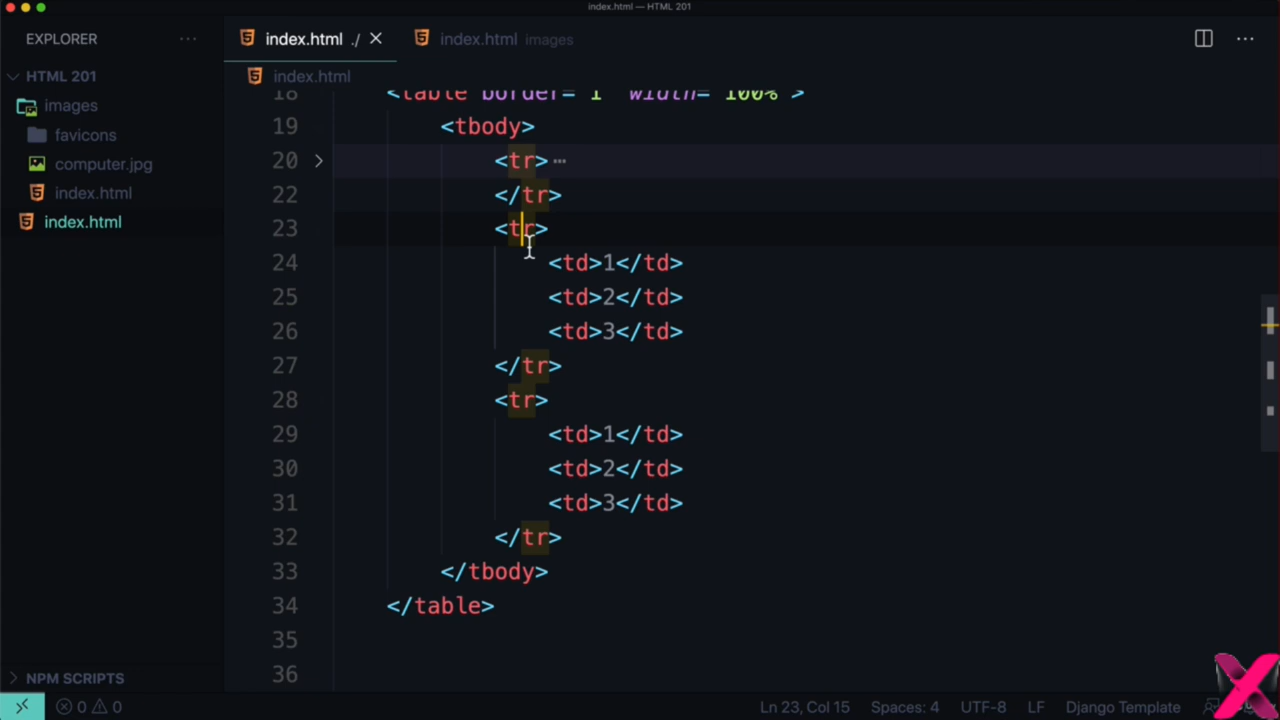 index.html — HTML 201
EXPLORER ...
index.html ./ index.html images
HTML 201
index.html
images
favicons
computer.jpg
index.html
index.html
18 <table border="1" width="100%">
19 <tbody>
20 <tr>...
22 </tr>
23 <tr>
24 <td>1</td>
25 <td>2</td>
26 <td>3</td>
27 </tr>
28 <tr>
29 <td>1</td>
30 <td>2</td>
31 <td>3</td>
32 </tr>
33 </tbody>
34 </table>
35
36
NPM SCRIPTS
0 0 Ln 23, Col 15 Spaces: 4 UTF-8 LF Django Template